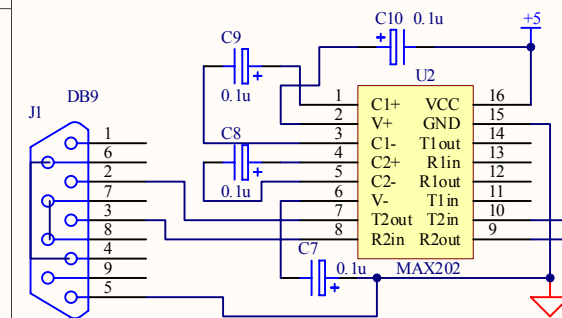 C10 0.1u
+5
C9
0.1u
U2
DB9
J1
1 C1+ VCC 16
2 V+ GND 15
3 C1- T1out 14
4 C2+ R1in 13
5 C2- R1out 12
6 V- T1in 11
7 T2out T2in 10
8 R2in R2out 9
MAX202
C8
0.1u
C7
0.1u
1
6
2
7
3
8
4
9
5